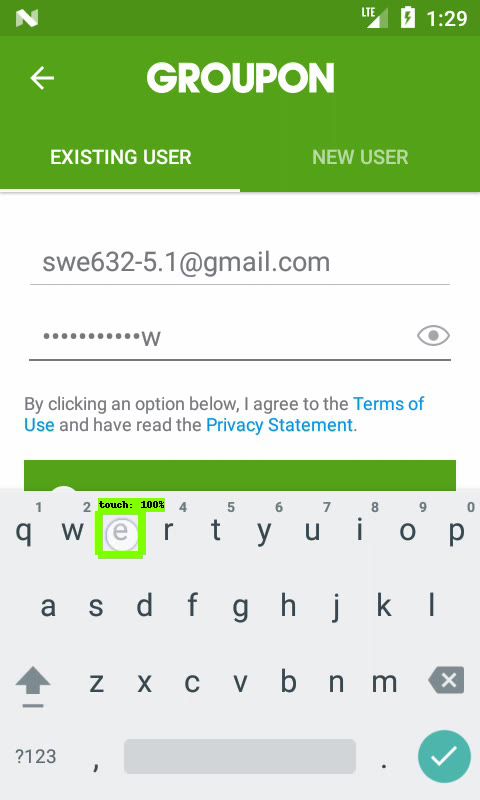 LTE 1:29
GROUPON
EXISTING USER NEW USER
swe632-5.1@gmail.com
•••••••••••w
By clicking an option below, I agree to the Terms of
Use and have read the Privacy Statement.
touch: 100%
1 2 4 5 6 7 8 9 0
q w e r t y u i o p
a s d f g h j k l
z x c v b n m
?123 , .